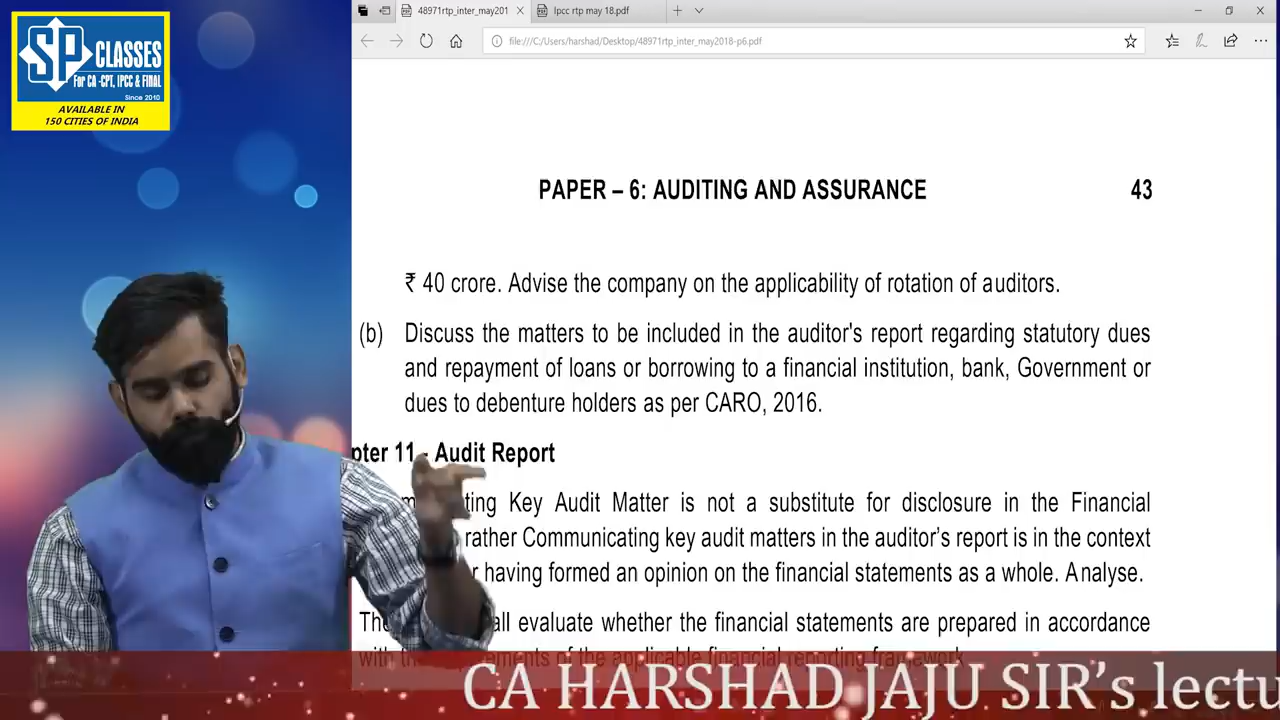 SP CLASSES
For CA -CPT, IPCC & FINAL
Since 2010
AVAILABLE IN
150 CITIES OF INDIA
48971rtp_inter_may201
Ipcc rtp may 18.pdf
file:///C:/Users/harshad/Desktop/48971rtp_inter_may2018-p6.pdf
PAPER – 6: AUDITING AND ASSURANCE 43
₹ 40 crore. Advise the company on the applicability of rotation of auditors.
(b) Discuss the matters to be included in the auditor's report regarding statutory dues
and repayment of loans or borrowing to a financial institution, bank, Government or
dues to debenture holders as per CARO, 2016.
pter 11 - Audit Report
ting Key Audit Matter is not a substitute for disclosure in the Financial
rather Communicating key audit matters in the auditor's report is in the context
having formed an opinion on the financial statements as a whole. Analyse.
evaluate whether the financial statements are prepared in accordance
of the applicable financial reporting framework
CA HARSHAD JAJU SIR's lectu